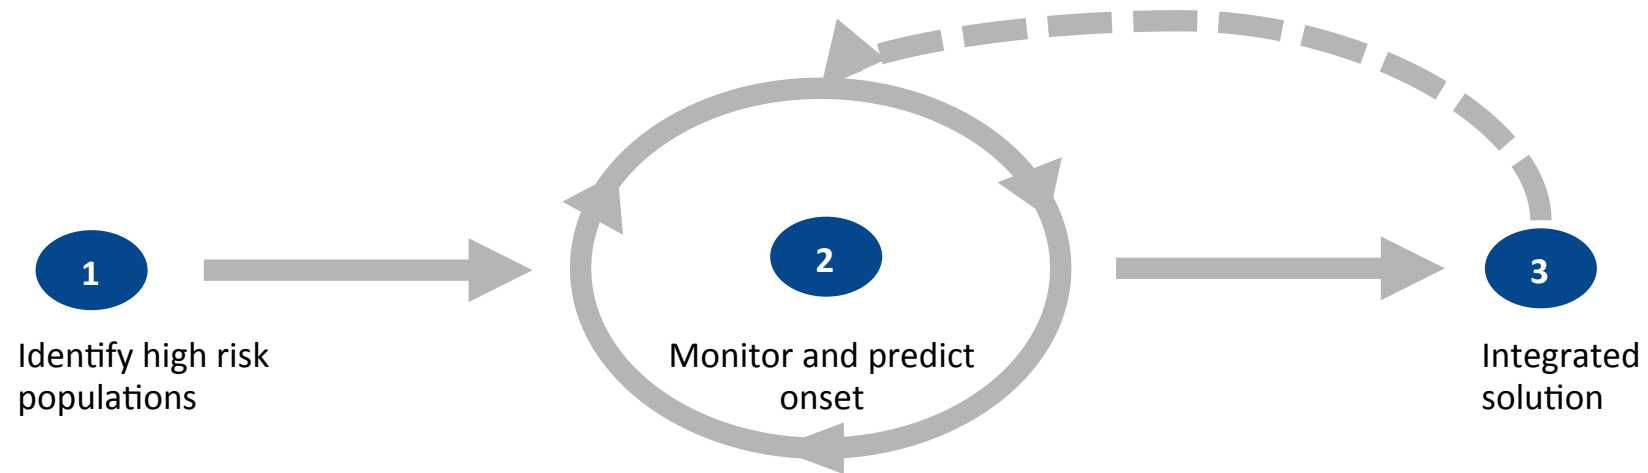 1
Identify high risk
populations
2
Monitor and predict
onset
3
Integrated
solution